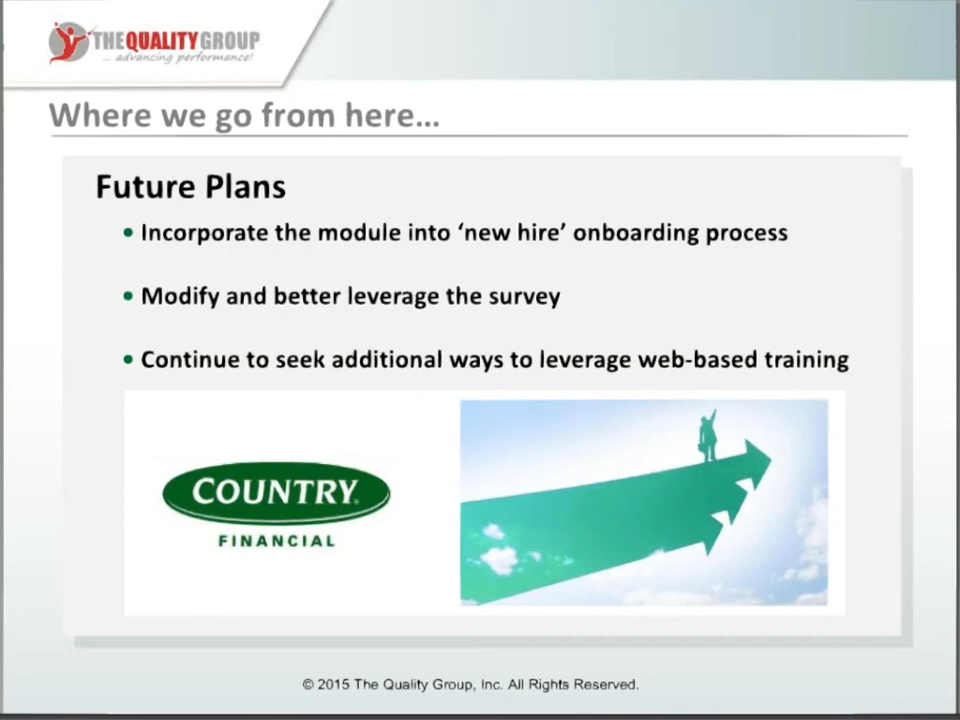 THEQUALITYGROUP
... advancing performance!
Where we go from here...
Future Plans
• Incorporate the module into ‘new hire’ onboarding process
• Modify and better leverage the survey
• Continue to seek additional ways to leverage web-based training
COUNTRY®
FINANCIAL
© 2015 The Quality Group, Inc. All Rights Reserved.